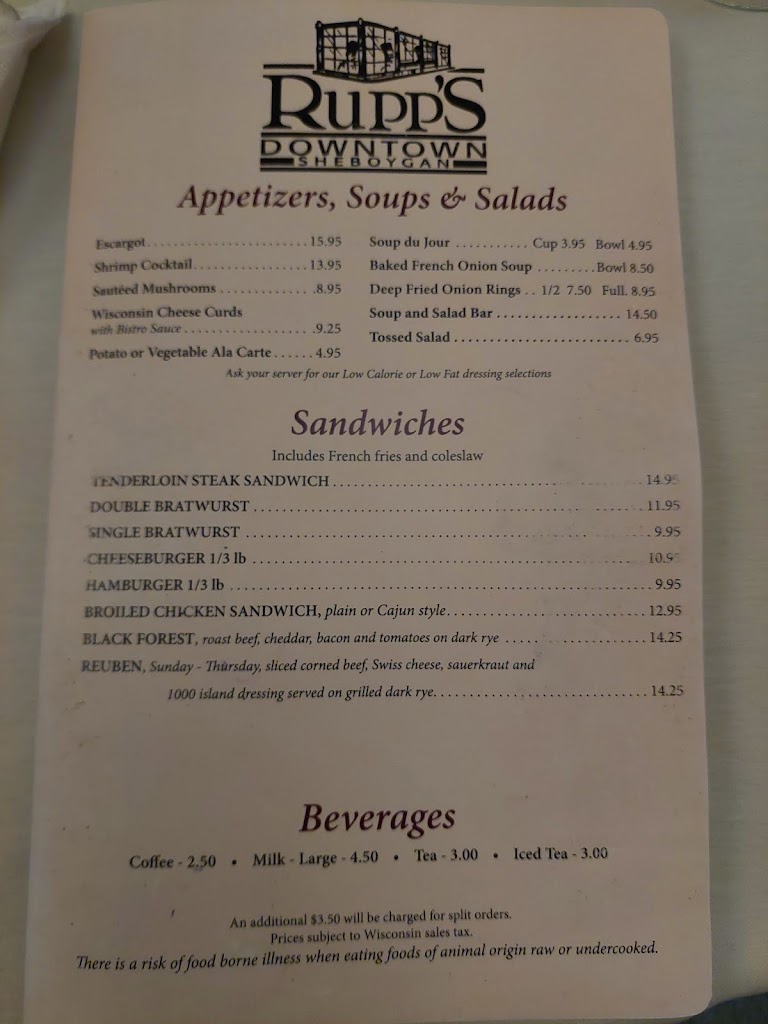 RUPP'S
DOWNTOWN
SHEBOYGAN
Appetizers, Soups & Salads
Escargot.......................15.95
Shrimp Cocktail...................13.95
Sautéed Mushrooms..............8.95
Wisconsin Cheese Curds
with Bistro Sauce....................9.25
Potato or Vegetable Ala Carte......4.95
Soup du Jour ........... Cup 3.95 Bowl 4.95
Baked French Onion Soup .........Bowl 8.50
Deep Fried Onion Rings .. 1/2 7.50 Full. 8.95
Soup and Salad Bar .................. 14.50
Tossed Salad .......................... 6.95
Ask your server for our Low Calorie or Low Fat dressing selections
Sandwiches
Includes French fries and coleslaw
TENDERLOIN STEAK SANDWICH ........................................ 14.95
DOUBLE BRATWURST .................................................... 11.95
SINGLE BRATWURST ...................................................... 9.95
CHEESEBURGER 1/3 lb .................................................... 10.95
HAMBURGER 1/3 lb ........................................................ 9.95
BROILED CHICKEN SANDWICH, plain or Cajun style......................... 12.95
BLACK FOREST, roast beef, cheddar, bacon and tomatoes on dark rye .................. 14.25
REUBEN, Sunday - Thursday, sliced corned beef, Swiss cheese, sauerkraut and
1000 island dressing served on grilled dark rye............................ 14.25
Beverages
Coffee - 2.50 • Milk - Large - 4.50 • Tea - 3.00 • Iced Tea - 3.00
An additional $3.50 will be charged for split orders.
Prices subject to Wisconsin sales tax.
There is a risk of food borne illness when eating foods of animal origin raw or undercooked.